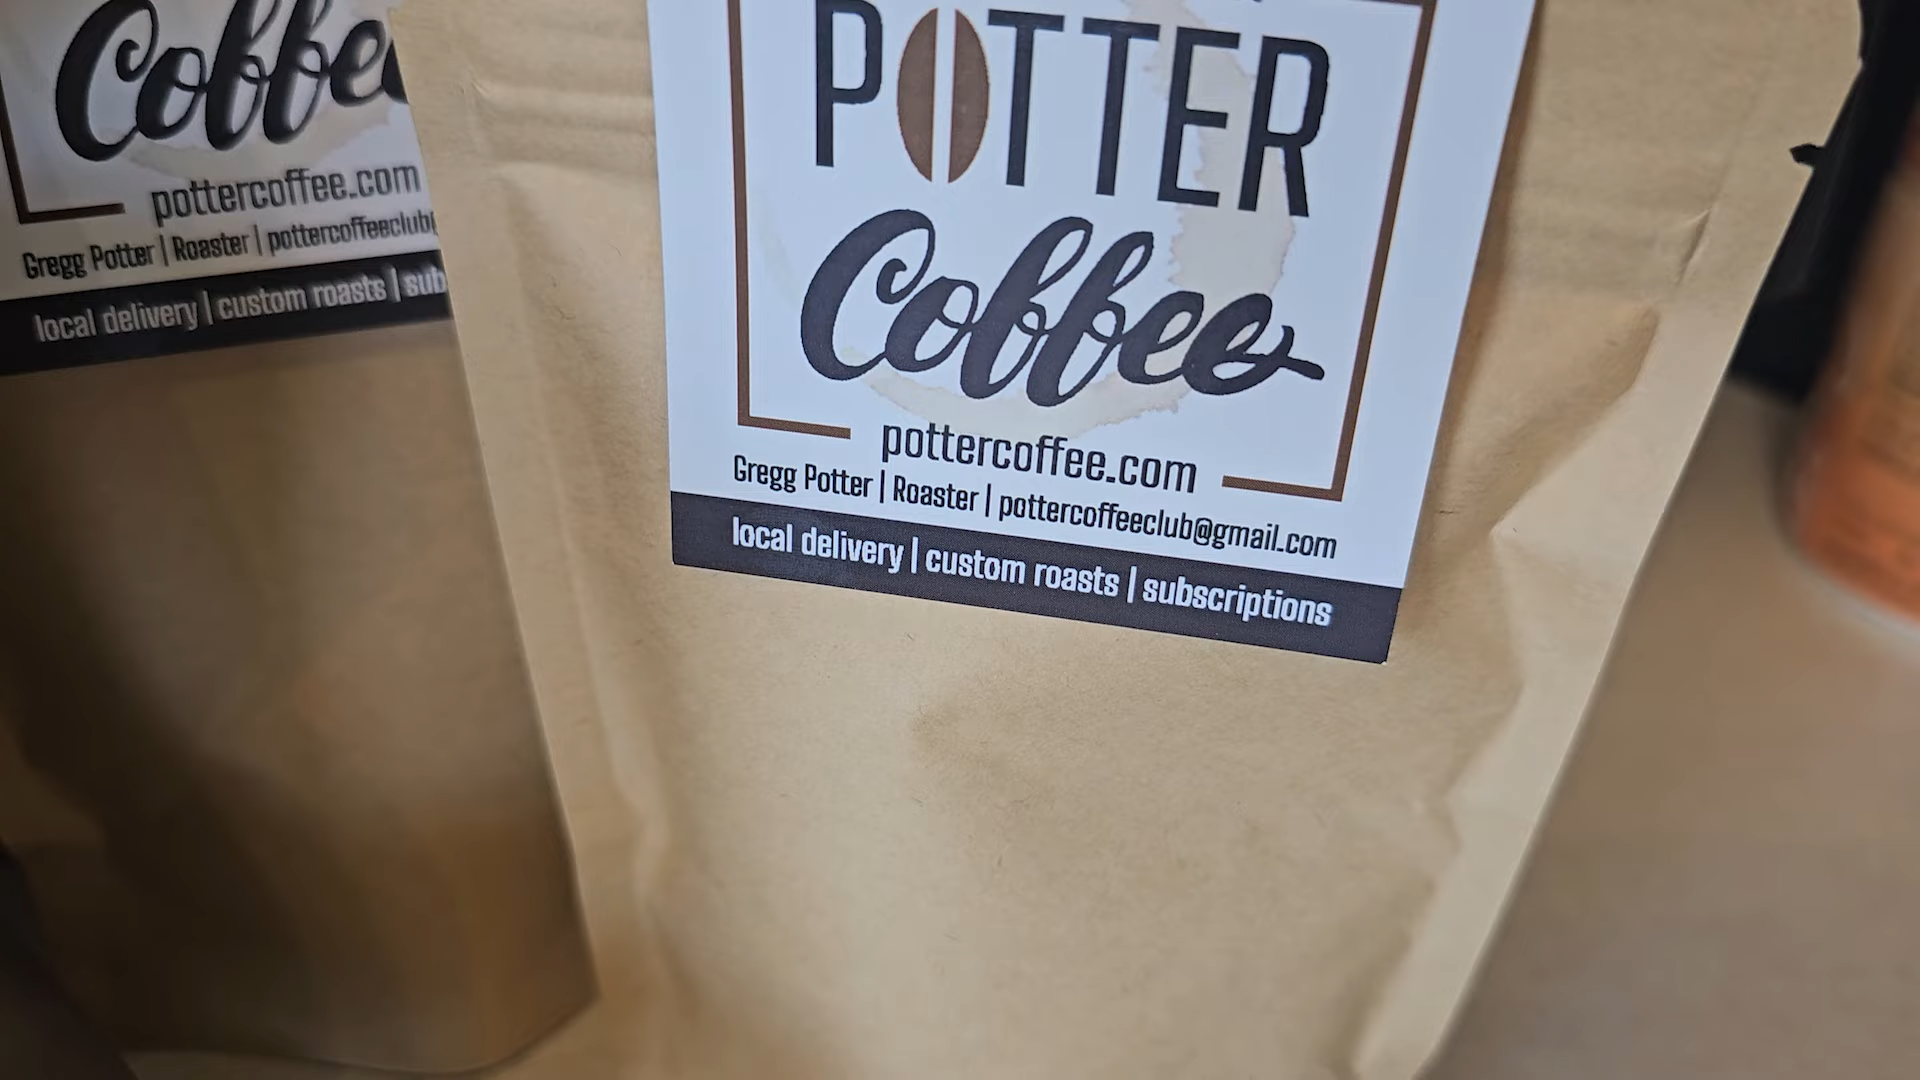 Coffee
pottercoffee.com
Gregg Potter | Roaster | pottercoffeeclub
local delivery | custom roasts | sub
POTTER
Coffee
pottercoffee.com
Gregg Potter | Roaster | pottercoffeeclub@gmail.com
local delivery | custom roasts | subscriptions